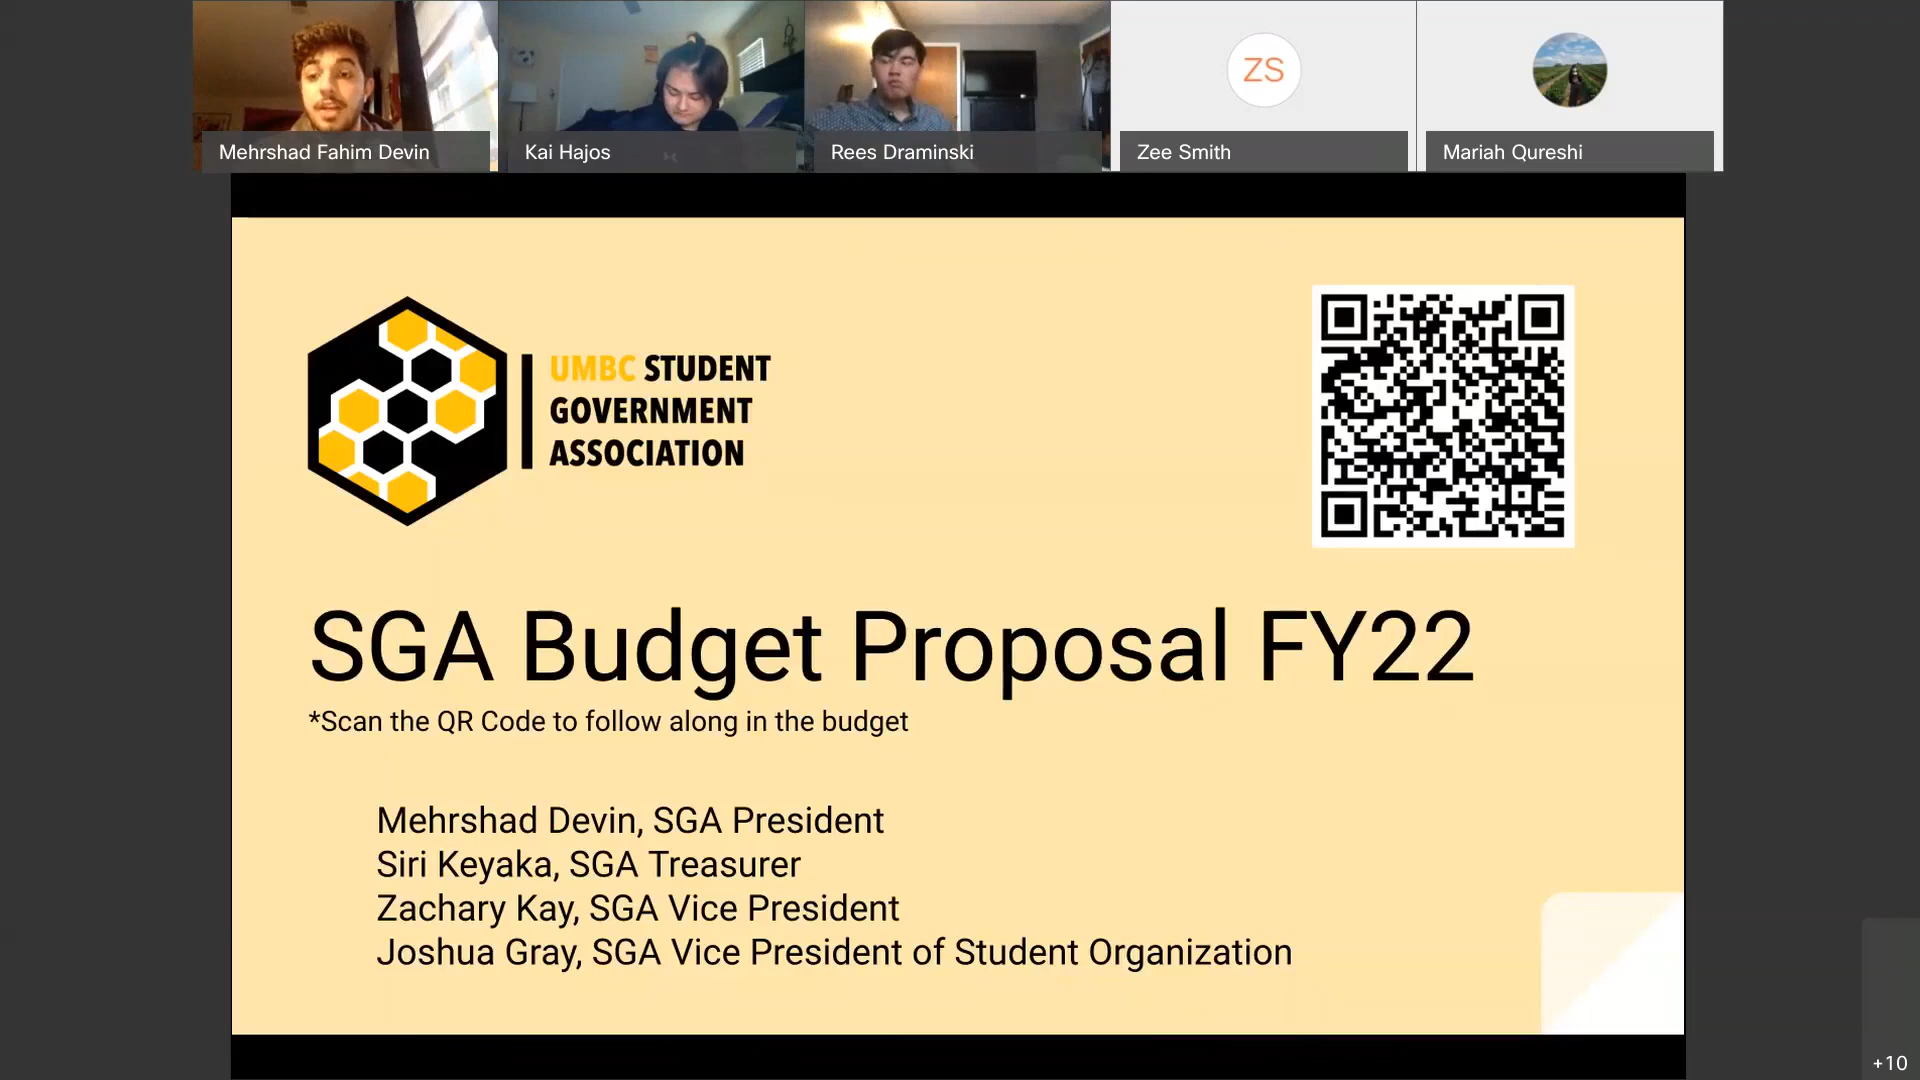 Mehrshad Fahim Devin
Kai Hajos
Rees Draminski
ZS
Zee Smith
Mariah Qureshi
UMBC STUDENT
GOVERNMENT
ASSOCIATION
SGA Budget Proposal FY22
*Scan the QR Code to follow along in the budget
Mehrshad Devin, SGA President
Siri Keyaka, SGA Treasurer
Zachary Kay, SGA Vice President
Joshua Gray, SGA Vice President of Student Organization
+10